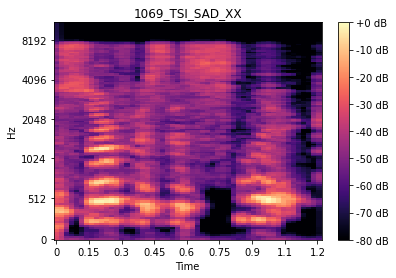 1069_TSI_SAD_XX
Hz
8192
4096
2048
1024
512
0
0 0.15 0.3 0.45 0.6 0.75 0.9 1.1 1.2
Time
+0 dB
-10 dB
-20 dB
-30 dB
-40 dB
-50 dB
-60 dB
-70 dB
-80 dB